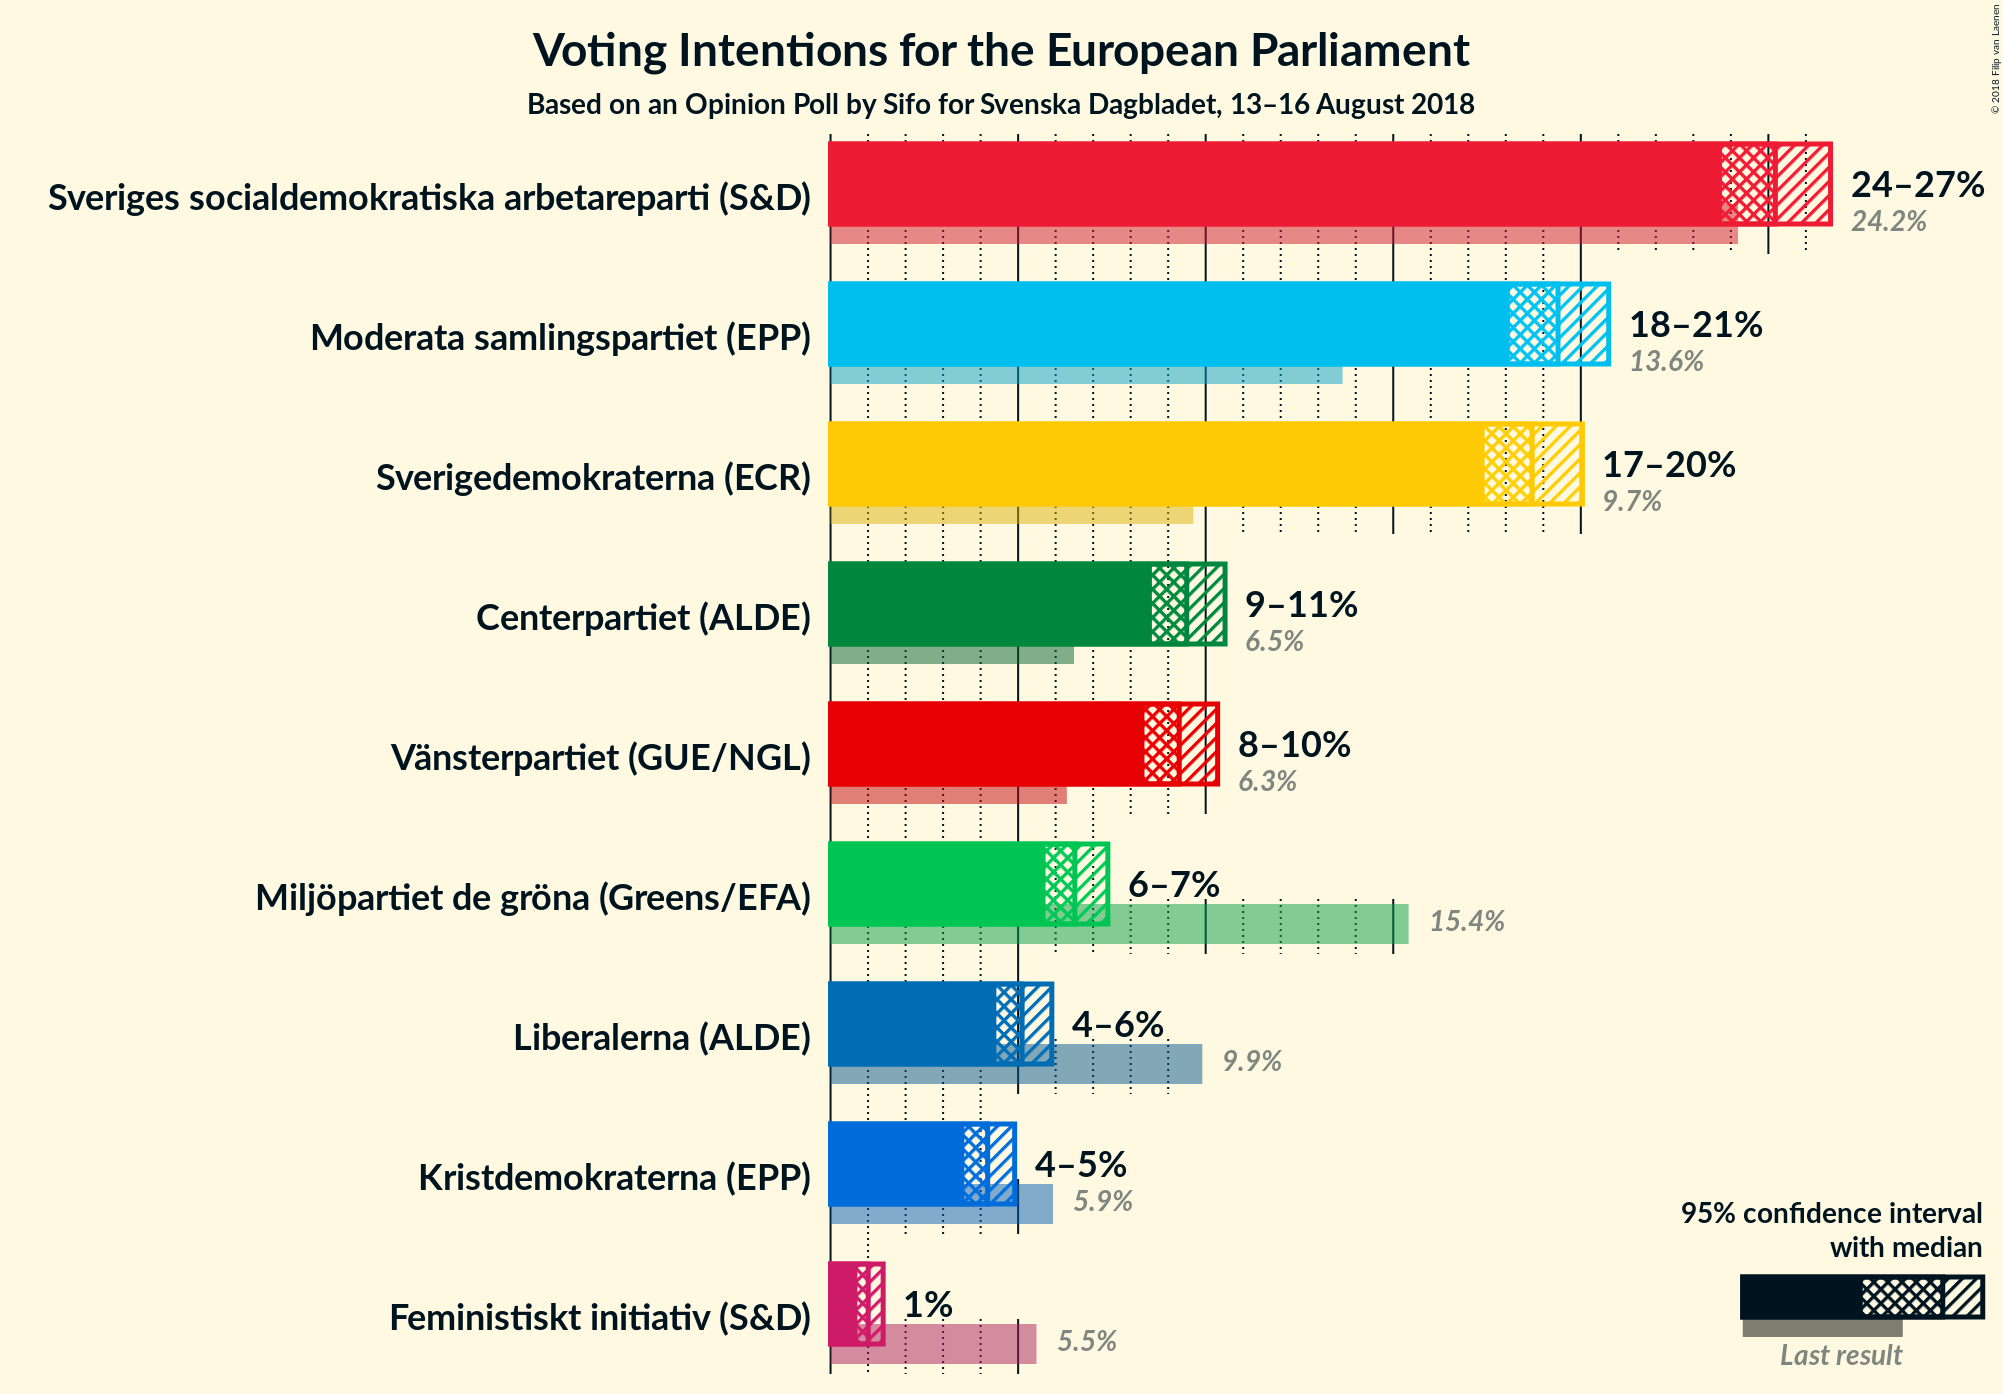 Voting Intentions for the European Parliament
Based on an Opinion Poll by Sifo for Svenska Dagbladet, 13–16 August 2018
© 2018 Filip van Laenen
Sveriges socialdemokratiska arbetareparti (S&D)
24–27%
24.2%
Moderata samlingspartiet (EPP)
18–21%
13.6%
Sverigedemokraterna (ECR)
17–20%
9.7%
Centerpartiet (ALDE)
9–11%
6.5%
Vänsterpartiet (GUE/NGL)
8–10%
6.3%
Miljöpartiet de gröna (Greens/EFA)
6–7%
15.4%
Liberalerna (ALDE)
4–6%
9.9%
Kristdemokraterna (EPP)
4–5%
5.9%
Feministiskt initiativ (S&D)
1%
5.5%
95% confidence interval
with median
Last result